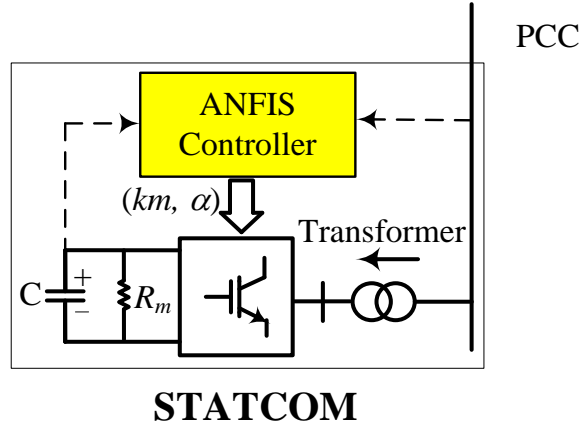 PCC
ANFIS
Controller
(km, α)
Transformer
C
+
−
Rm
STATCOM